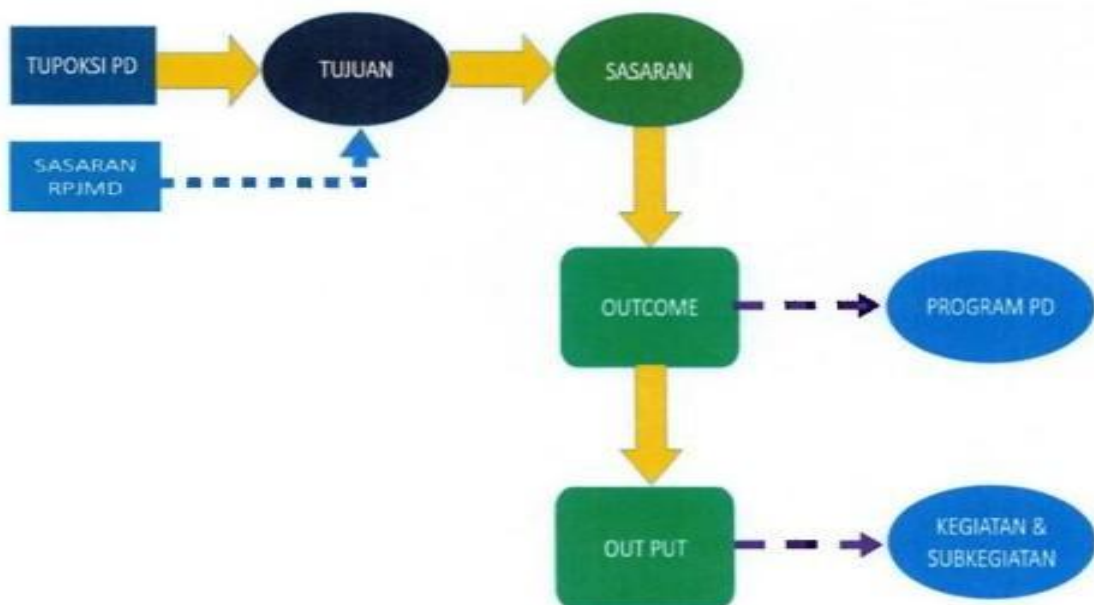 TUPOKSI PD
TUJUAN
SASARAN
SASARAN
RPJMD
OUTCOME
PROGRAM PD
OUT PUT
KEGIATAN &
SUBKEGIATAN